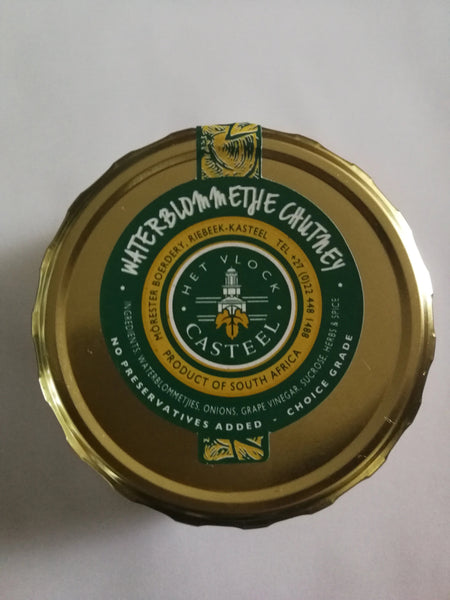 • WATERBLOMMETJIE CHUTNEY •
MÔRESTER BOERDERY, RIEBEEK-KASTEEL TEL +27 (0)22 448 1488
PRODUCT OF SOUTH AFRICA
• HET VLOCK •
CASTEEL
INGREDIENTS: WATERBLOMMETJIES, ONIONS, GRAPE VINEGAR, SUCROSE, HERBS & SPICE
NO PRESERVATIVES ADDED - CHOICE GRADE